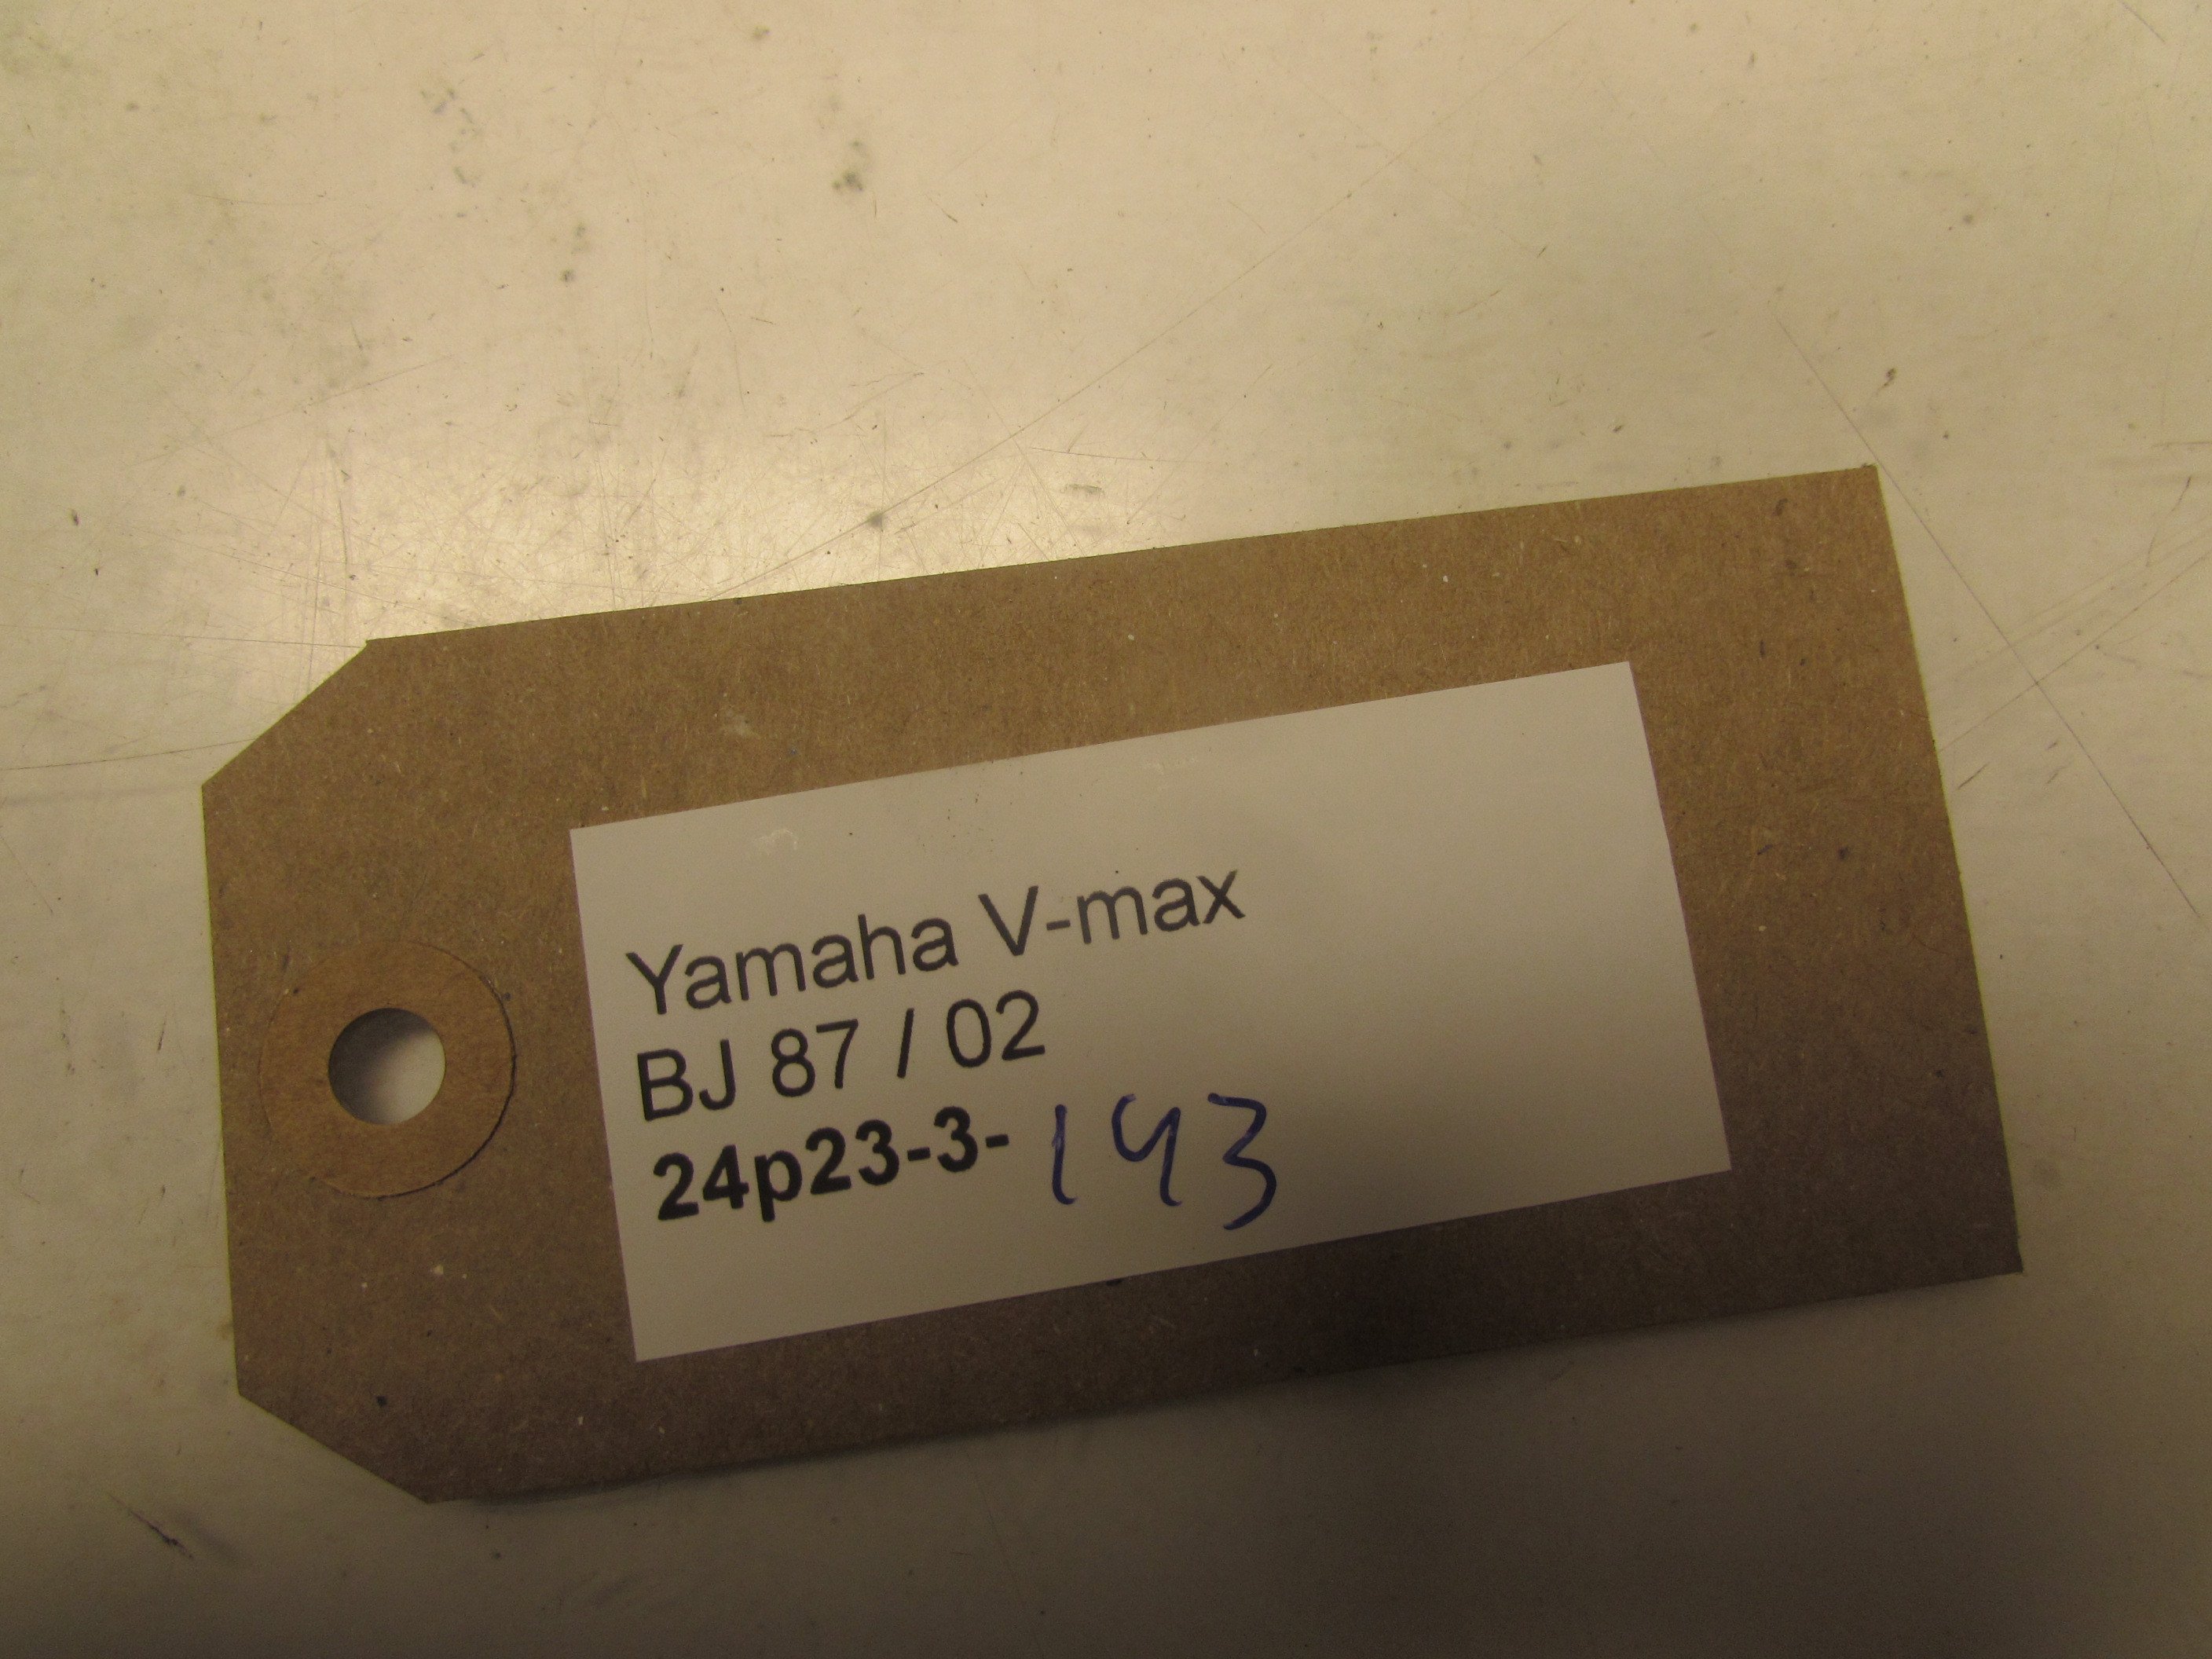 Yamaha V-max
BJ 87 / 02
24p23-3- 143